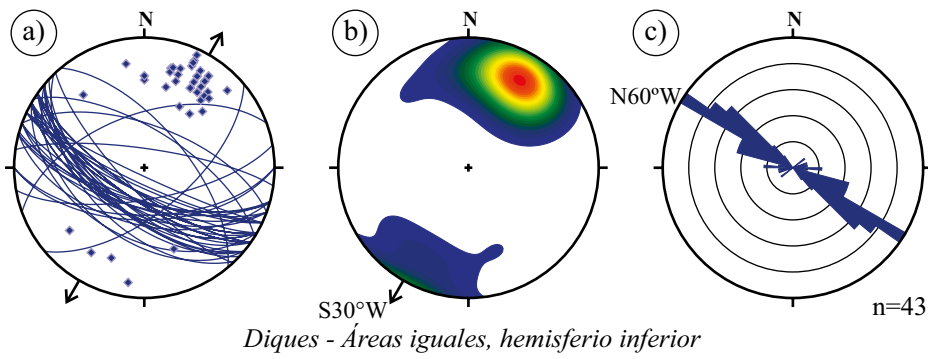 a)
N
b)
N
c)
N
N60ºW
S30°W
n=43
Diques - Áreas iguales, hemisferio inferior